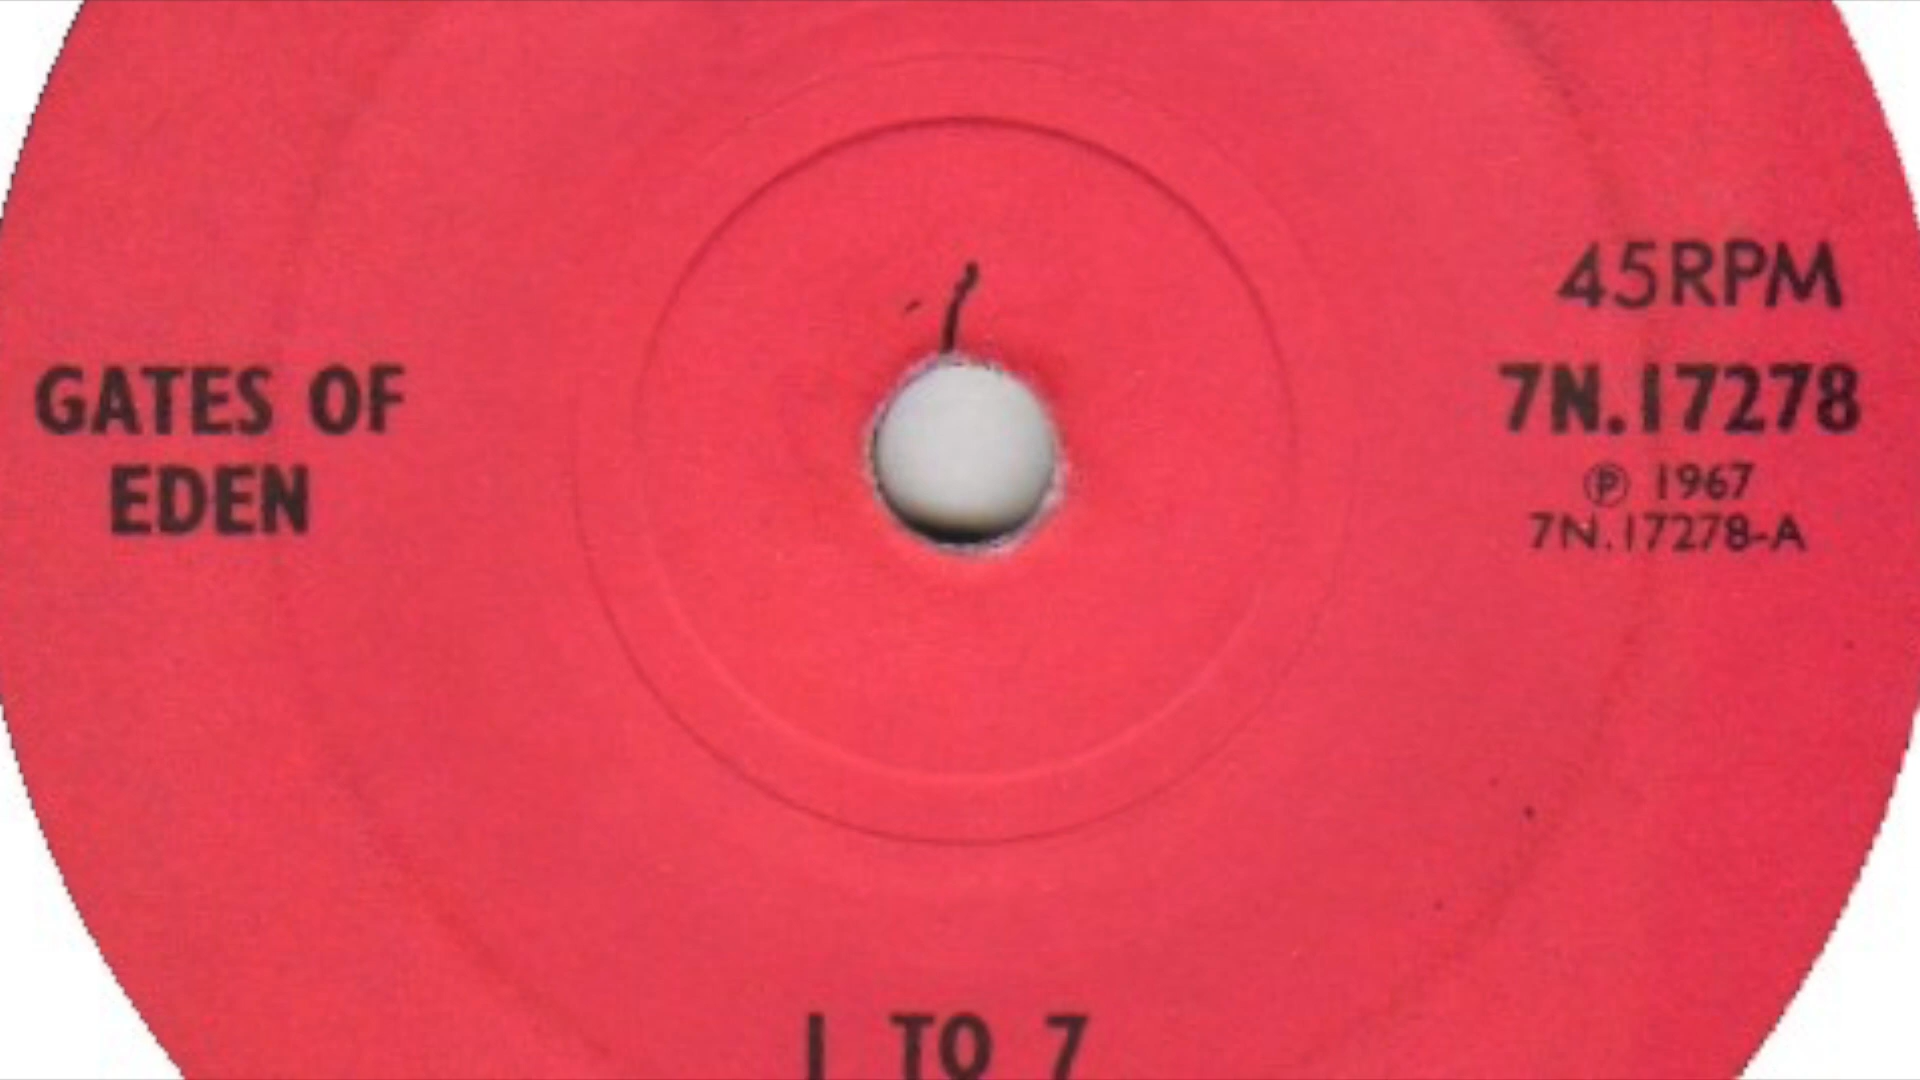 GATES OF
EDEN
45RPM
7N.17278
℗ 1967
7N.17278-A
1 TO 7